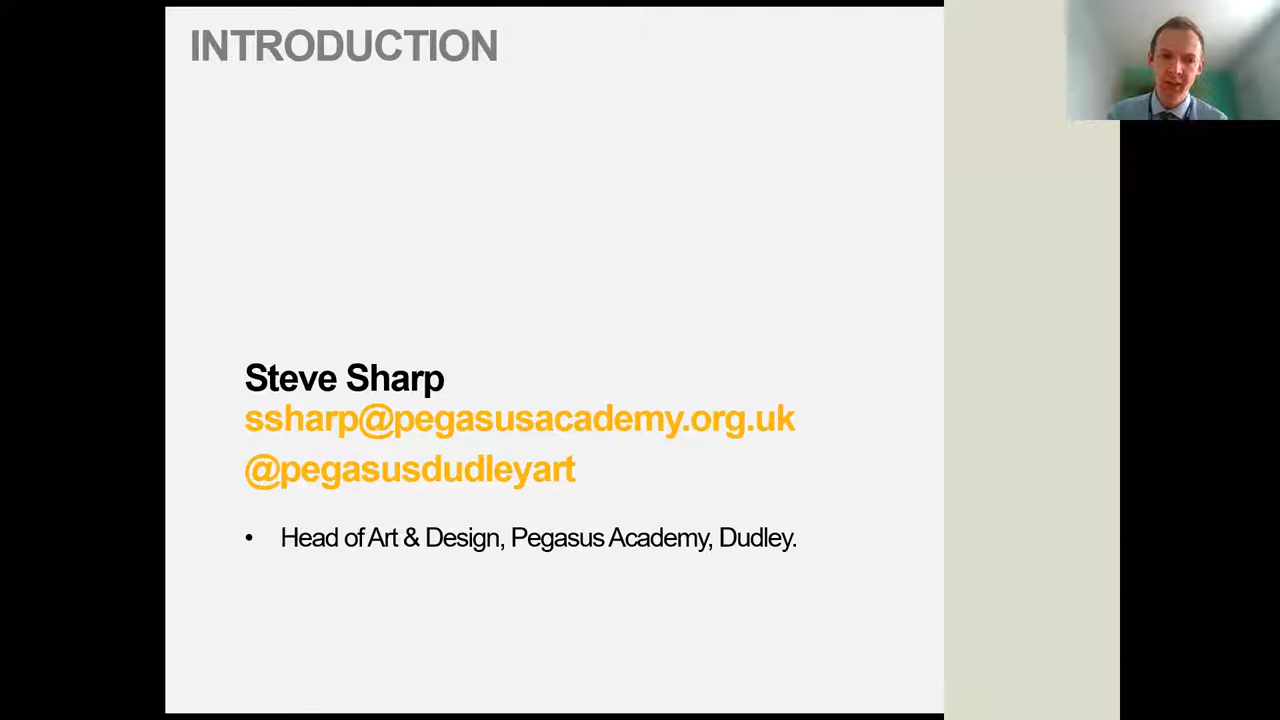 INTRODUCTION
Steve Sharp
ssharp@pegasusacademy.org.uk
@pegasusdudleyart
• Head of Art & Design, Pegasus Academy, Dudley.